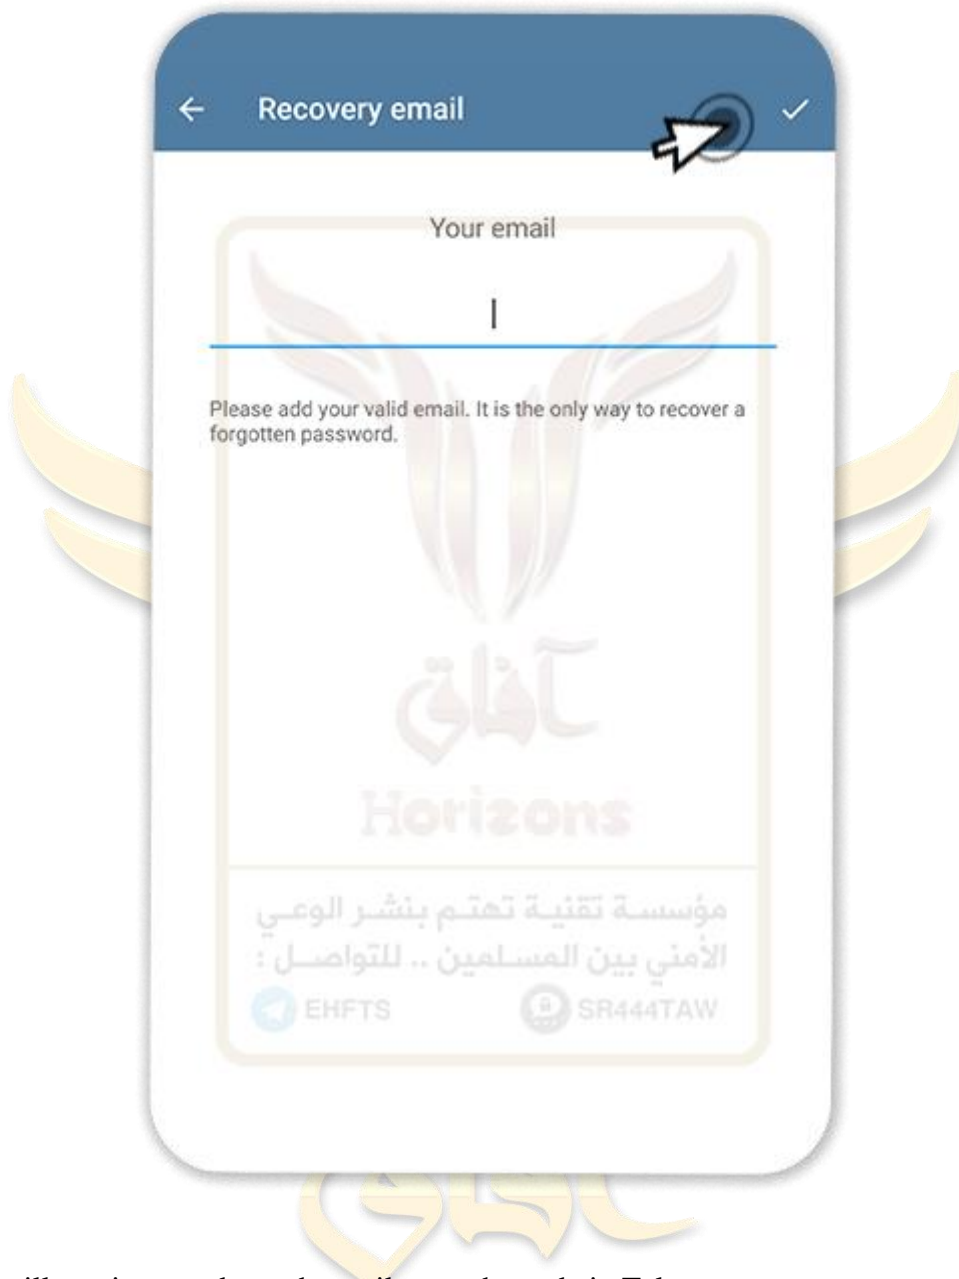 Recovery email
Your email
Please add your valid email. It is the only way to recover a
forgotten password.
آفاق
Horizons
مؤسسة تقنية تهتم بنشر الوعي
الأمني بين المسلمين .. للتواصل :
EHFTS
SR444TAW
آفاق